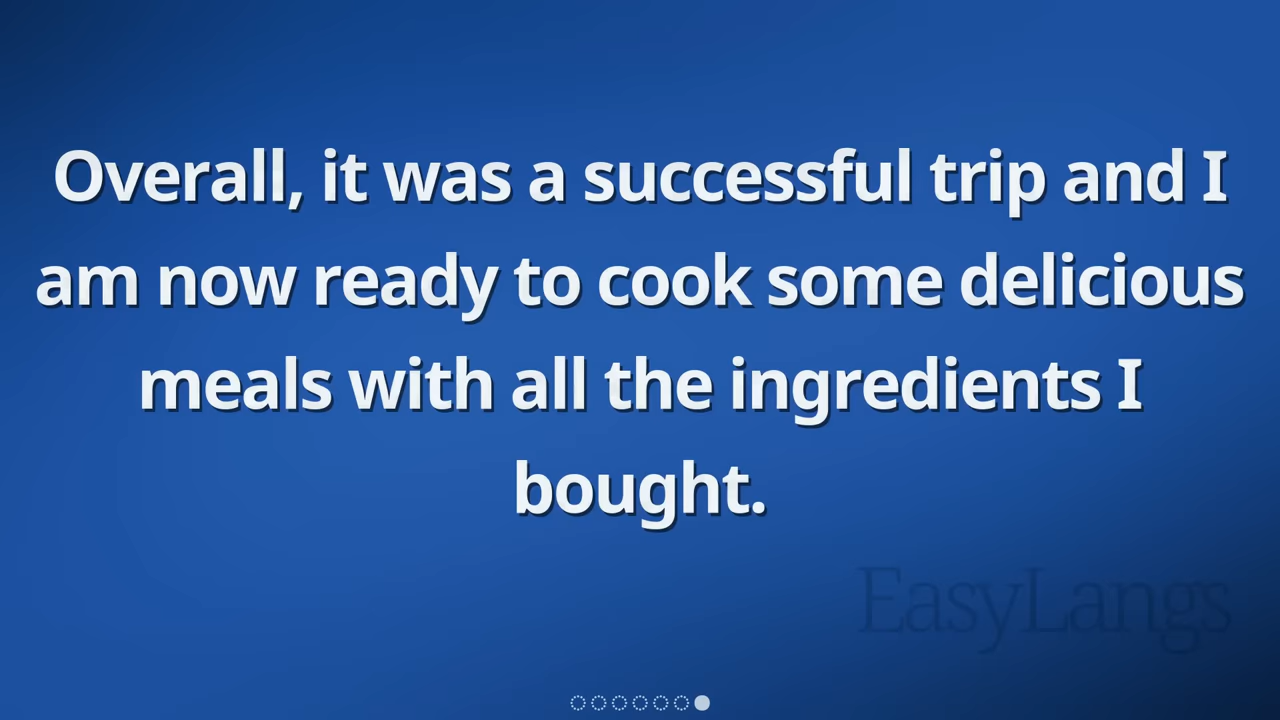 Overall, it was a successful trip and I
am now ready to cook some delicious
meals with all the ingredients I
bought.
EasyLangs